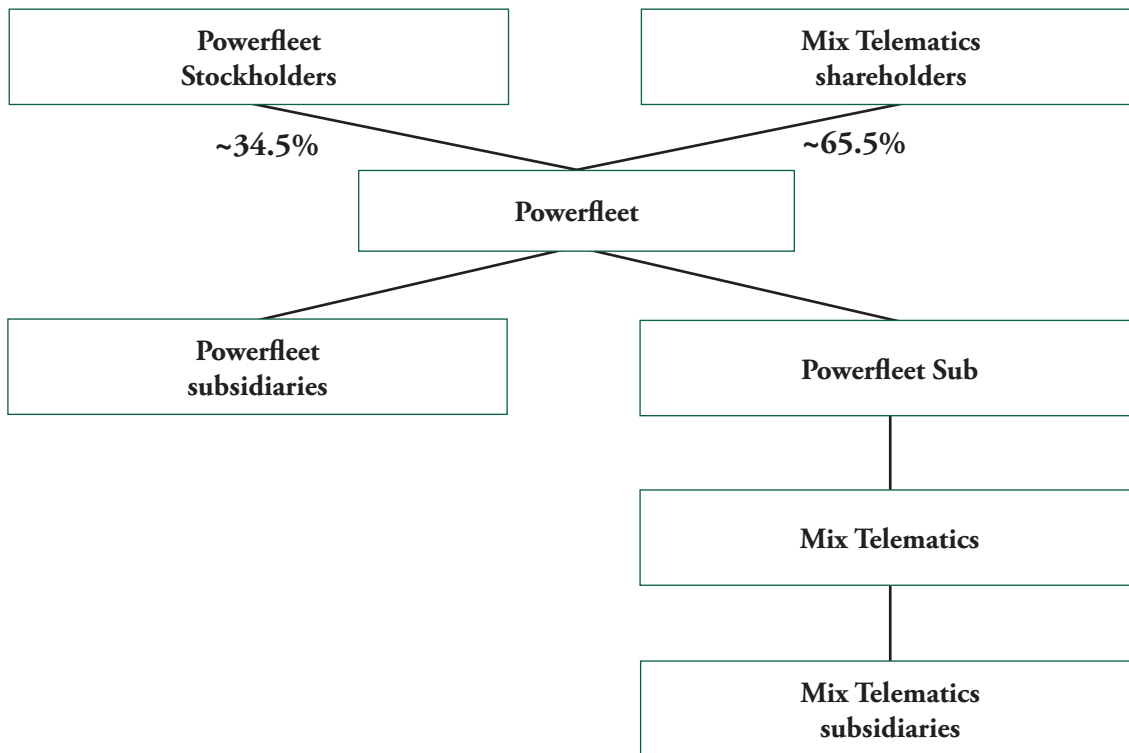 Powerfleet
Stockholders
Mix Telematics
shareholders
~34.5%
~65.5%
Powerfleet
Powerfleet
subsidiaries
Powerfleet Sub
Mix Telematics
Mix Telematics
subsidiaries